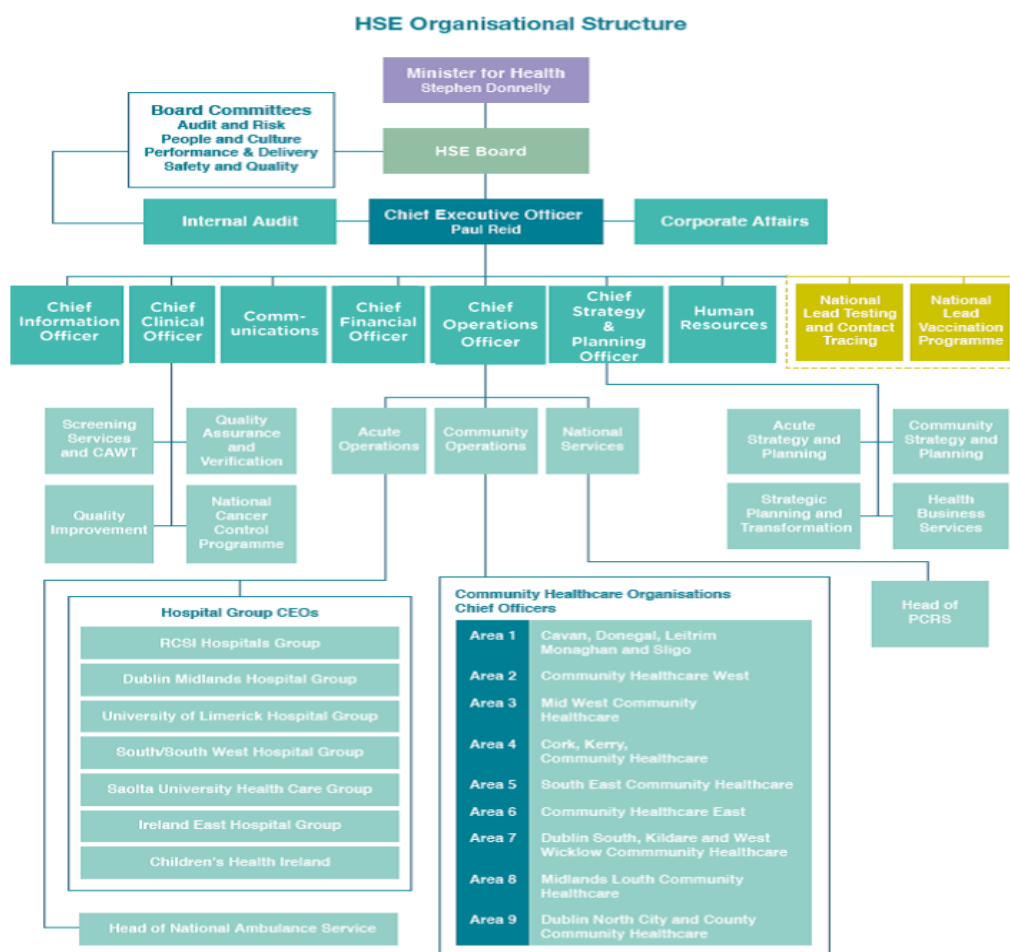 HSE Organisational Structure
Minister for Health
Stephen Donnelly
Board Committees
Audit and Risk
People and Culture
Performance & Delivery
Safety and Quality
HSE Board
Internal Audit
Chief Executive Officer
Paul Reid
Corporate Affairs
Chief
Information
Officer
Chief
Clinical
Officer
Comm-
unications
Chief
Financial
Officer
Chief
Operations
Officer
Chief
Strategy
&
Planning
Officer
Human
Resources
National
Lead Testing
and Contact
Tracing
National
Lead
Vaccination
Programme
Screening
Services
and CAWT
Quality
Assurance
and
Verification
Quality
Improvement
National
Cancer
Control
Programme
Acute
Operations
Community
Operations
National
Services
Acute
Strategy and
Planning
Community
Strategy and
Planning
Strategic
Planning and
Transformation
Health
Business
Services
Hospital Group CEOs
RCSI Hospitals Group
Dublin Midlands Hospital Group
University of Limerick Hospital Group
South/South West Hospital Group
Saolta University Health Care Group
Ireland East Hospital Group
Children's Health Ireland
Head of National Ambulance Service
Community Healthcare Organisations
Chief Officers
Area 1 Cavan, Donegal, Leitrim
Monaghan and Sligo
Area 2 Community Healthcare West
Area 3 Mid West Community
Healthcare
Area 4 Cork, Kerry,
Community Healthcare
Area 5 South East Community Healthcare
Area 6 Community Healthcare East
Area 7 Dublin South, Kildare and West
Wicklow Commmunity Healthcare
Area 8 Midlands Louth Community
Healthcare
Area 9 Dublin North City and County
Community Healthcare
Head of
PCRS